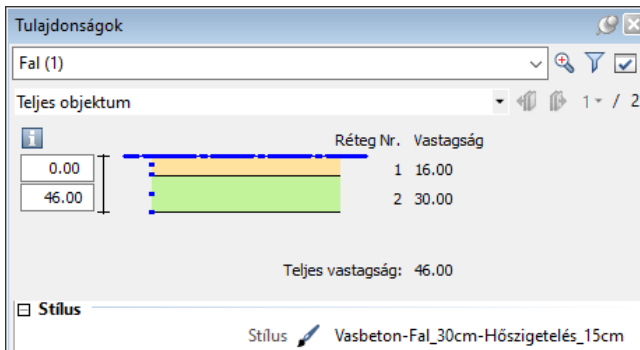 Tulajdonságok
Fal (1)
Teljes objektum 1 / 2
i Réteg Nr. Vastagság
0.00 1 16.00
46.00 2 30.00
Teljes vastagság: 46.00
Stílus
Stílus Vasbeton-Fal_30cm-Hőszigetelés_15cm